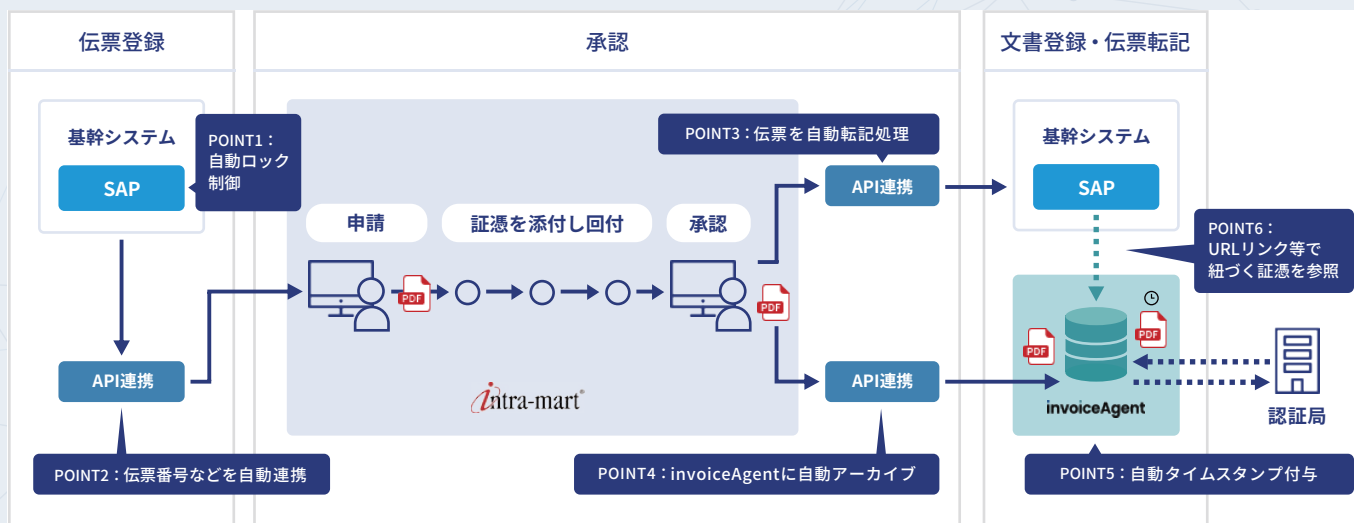 伝票登録
基幹システム
SAP
POINT1：
自動ロック
制御
API連携
POINT2：伝票番号などを自動連携
承認
申請
証憑を添付し回付
承認
PDF
PDF
intra-mart®
POINT3：伝票を自動転記処理
API連携
API連携
POINT4：invoiceAgentに自動アーカイブ
文書登録・伝票転記
基幹システム
SAP
POINT6：
URLリンク等で
紐づく証憑を参照
PDF
PDF
invoiceAgent
認証局
POINT5：自動タイムスタンプ付与